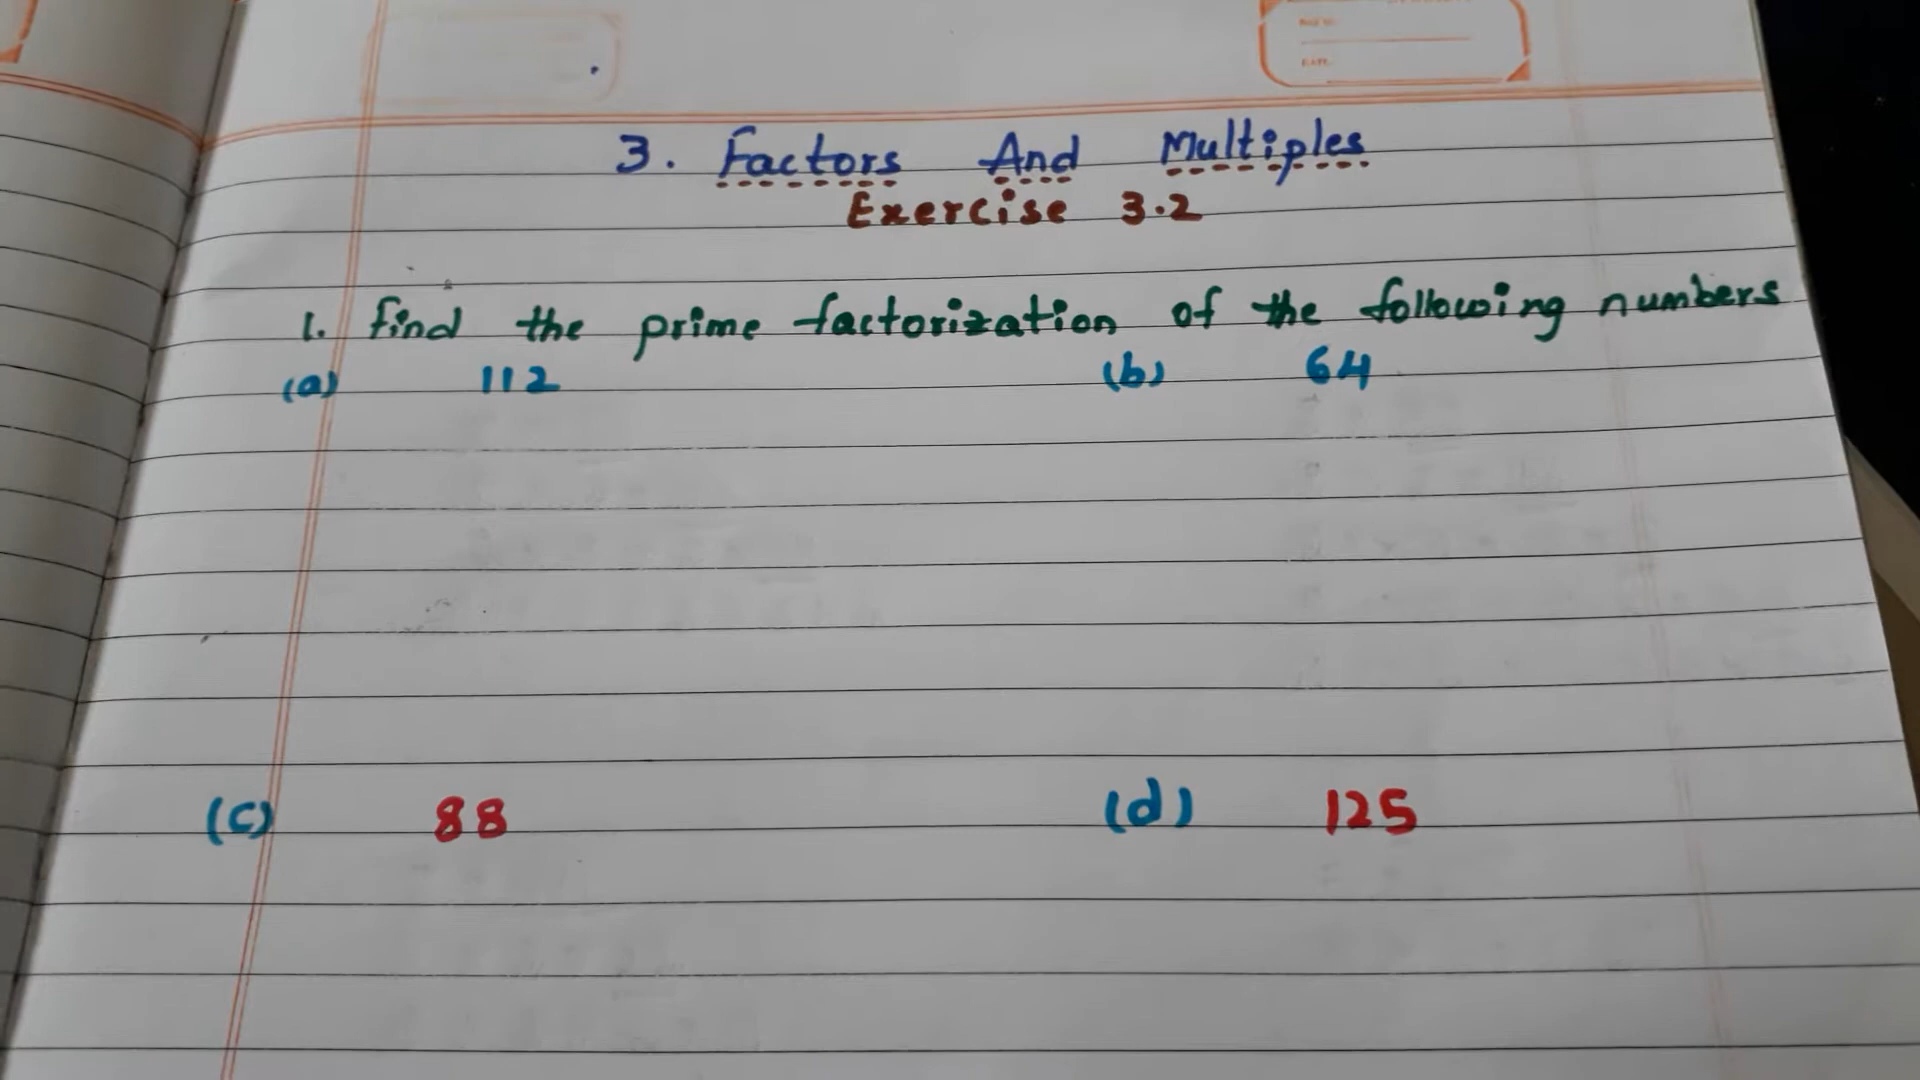 3. Factors And Multiples
Exercise 3.2
1. find the prime factorization of the following numbers
(a) 112 (b) 64
(c) 88 (d) 125